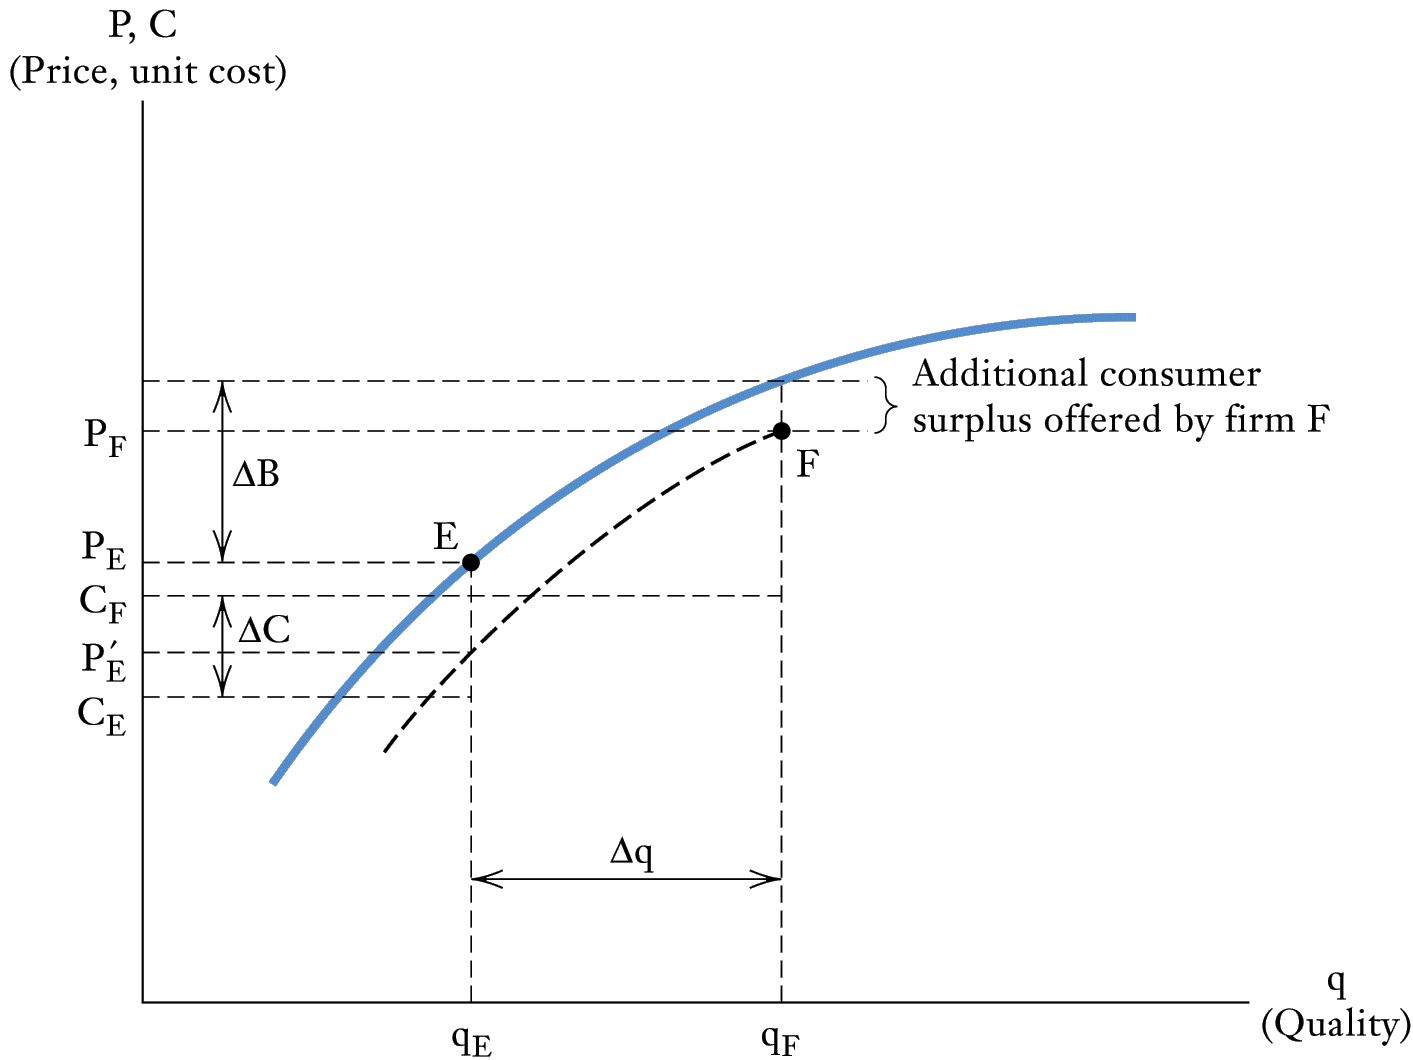 P, C
(Price, unit cost)
Additional consumer
surplus offered by firm F
P_F
F
ΔB
E
P_E
C_F
ΔC
P′_E
C_E
Δq
q
(Quality)
q_E
q_F